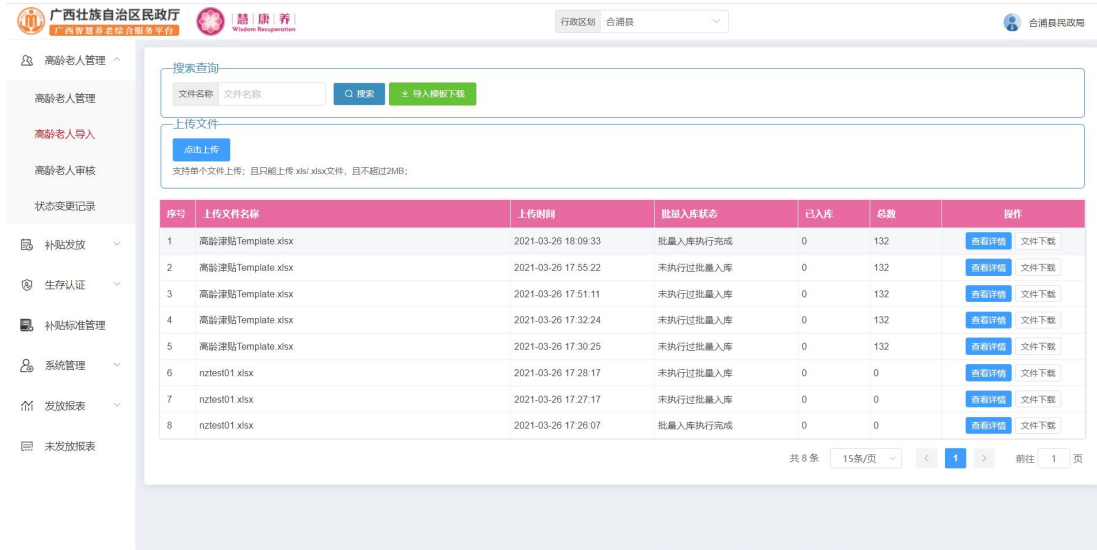 广西壮族自治区民政厅
广西智慧养老综合服务平台
慧 康 养
Wisdom Recuperation
行政区划 合浦县
合浦县民政局
高龄老人管理
高龄老人管理
高龄老人导入
高龄老人审核
状态变更记录
补贴发放
生存认证
补贴标准管理
系统管理
发放报表
未发放报表
搜索查询
文件名称 文件名称 搜索 导入模板下载
上传文件
点击上传
支持单个文件上传；且只能上传.xls/.xlsx文件，且不超过2MB;
序号 上传文件名称 上传时间 批量入库状态 已入库 总数 操作
1 高龄津贴Template.xlsx 2021-03-26 18:09:33 批量入库执行完成 0 132 查看详情 文件下载
2 高龄津贴Template.xlsx 2021-03-26 17:55:22 未执行过批量入库 0 132 查看详情 文件下载
3 高龄津贴Template.xlsx 2021-03-26 17:51:11 未执行过批量入库 0 132 查看详情 文件下载
4 高龄津贴Template.xlsx 2021-03-26 17:32:24 未执行过批量入库 0 132 查看详情 文件下载
5 高龄津贴Template.xlsx 2021-03-26 17:30:25 未执行过批量入库 0 132 查看详情 文件下载
6 nztest01.xlsx 2021-03-26 17:28:17 未执行过批量入库 0 0 查看详情 文件下载
7 nztest01.xlsx 2021-03-26 17:27:17 未执行过批量入库 0 0 查看详情 文件下载
8 nztest01.xlsx 2021-03-26 17:26:07 批量入库执行完成 0 0 查看详情 文件下载
共 8 条 15条/页 < 1 > 前往 1 页